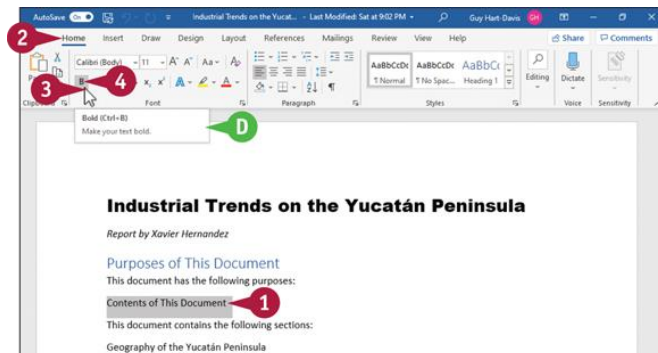 AutoSave On Industrial Trends on the Yucat... - Last Modified: Sat at 9:02 PM Guy Hart-Davis GH
2 Home Insert Draw Design Layout References Mailings Review View Help Share Comments
Calibri (Body) 11 A A Aa A AaBbCcDc AaBbCcDc AaBbCc
B 4 x, x² A A ¶ ¶ Normal ¶ No Spac... Heading 1 Editing Dictate Sensitivity
3 Font Paragraph Styles Voice Sensitivity
Bold (Ctrl+B)
Make your text bold.
D
Industrial Trends on the Yucatán Peninsula
Report by Xavier Hernandez
Purposes of This Document
This document has the following purposes:
Contents of This Document 1
This document contains the following sections:
Geography of the Yucatán Peninsula